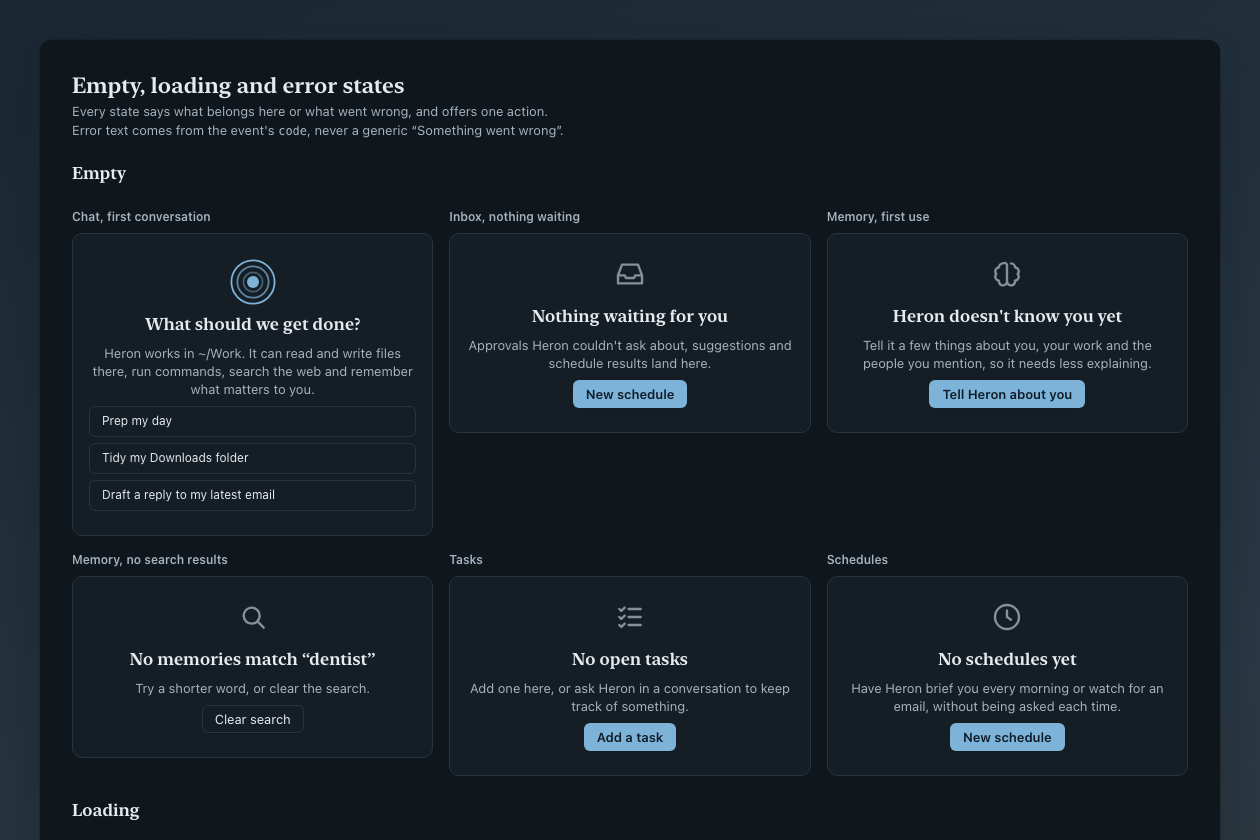 Empty, loading and error states
Every state says what belongs here or what went wrong, and offers one action.
Error text comes from the event's code, never a generic “Something went wrong”.
Empty
Chat, first conversation
What should we get done?
Heron works in ~/Work. It can read and write files
there, run commands, search the web and remember
what matters to you.
Prep my day
Tidy my Downloads folder
Draft a reply to my latest email
Inbox, nothing waiting
Nothing waiting for you
Approvals Heron couldn't ask about, suggestions and
schedule results land here.
New schedule
Memory, first use
Heron doesn't know you yet
Tell it a few things about you, your work and the
people you mention, so it needs less explaining.
Tell Heron about you
Memory, no search results
No memories match “dentist”
Try a shorter word, or clear the search.
Clear search
Tasks
No open tasks
Add one here, or ask Heron in a conversation to keep
track of something.
Add a task
Schedules
No schedules yet
Have Heron brief you every morning or watch for an
email, without being asked each time.
New schedule
Loading